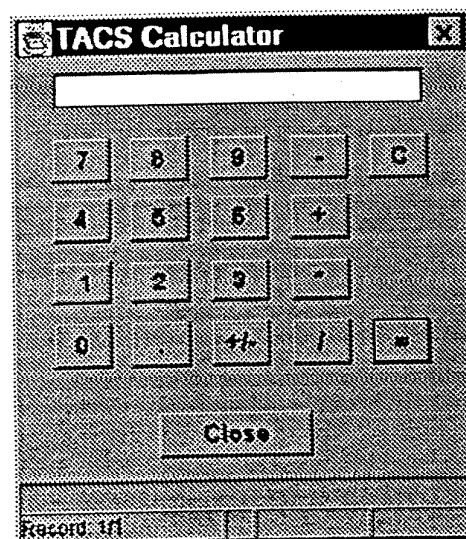 TACS Calculator
7 8 9 - C
4 5 6 +
1 2 3 *
0 . +/- / =
Close
Record: 1/1